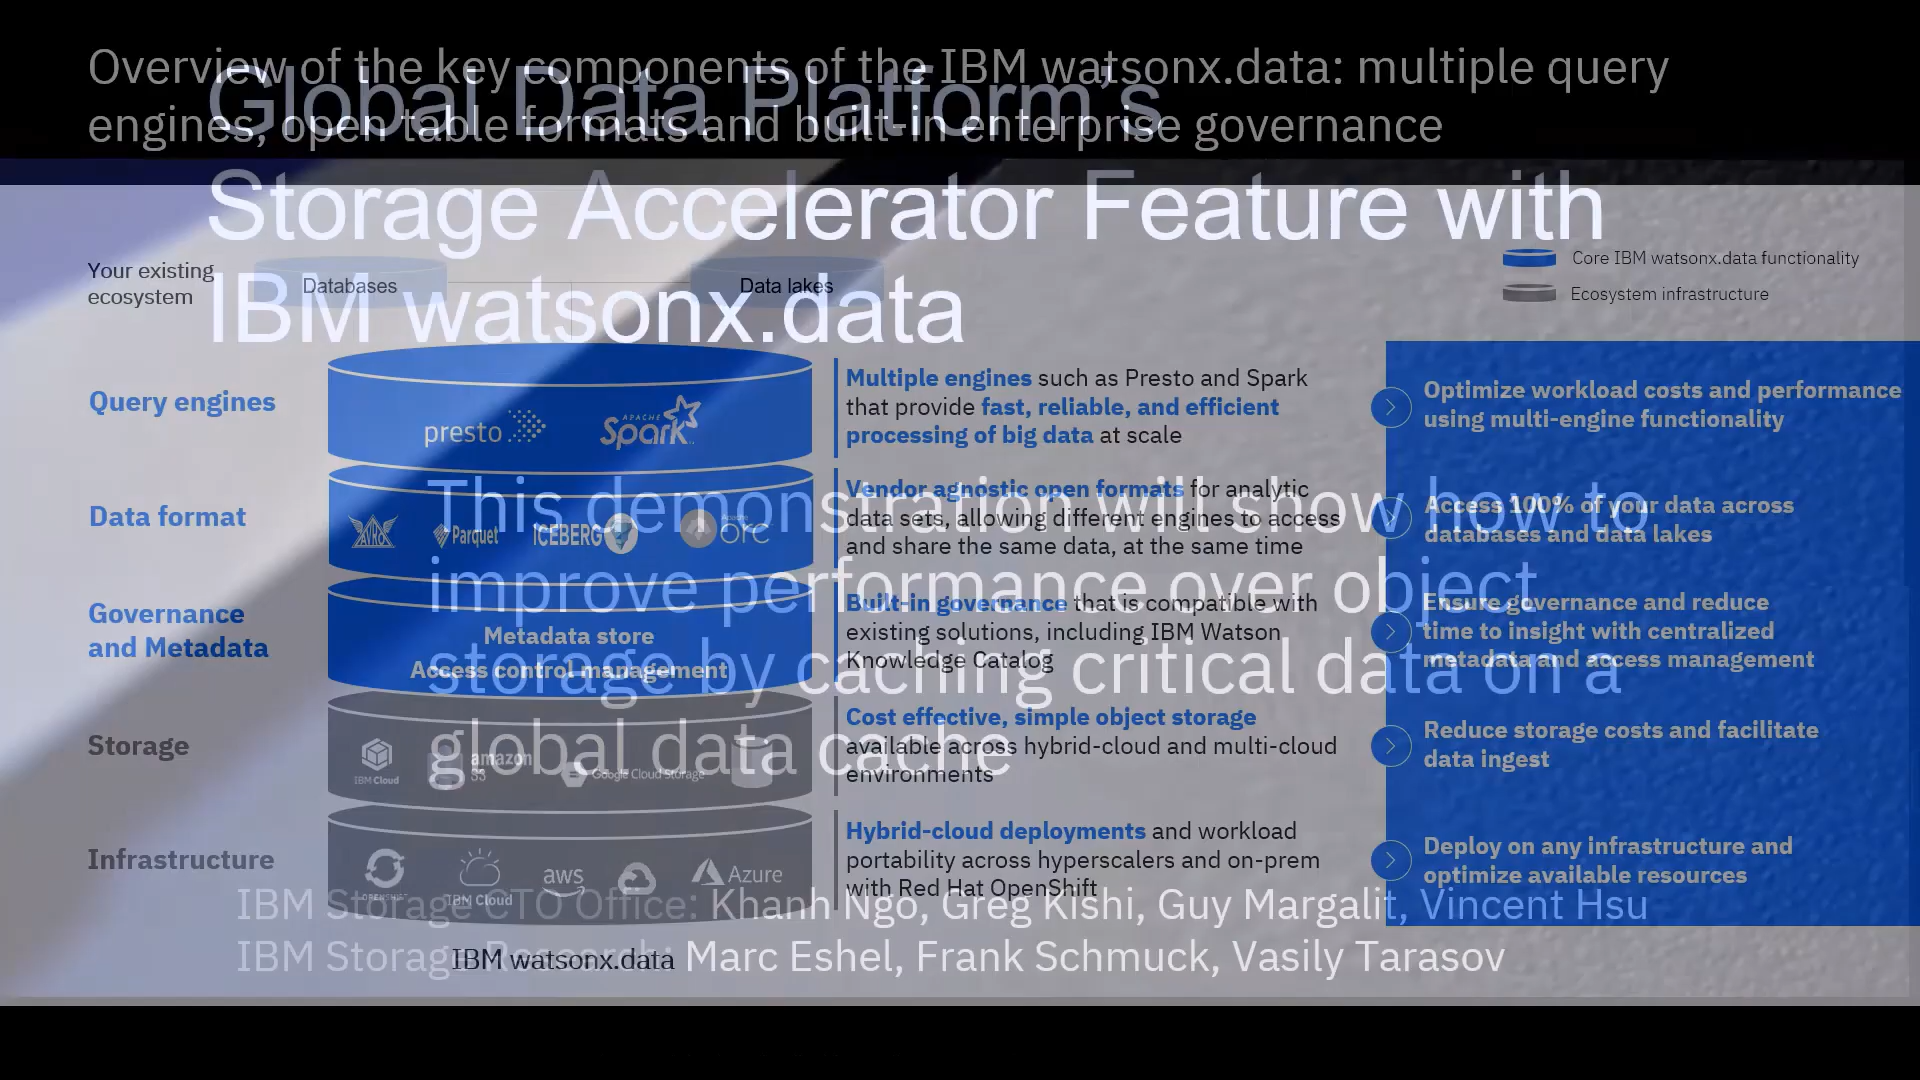 Overview of the key components of the IBM watsonx.data: multiple query
engines, open table formats and built-in enterprise governance
Global Data Platform's
Storage Accelerator Feature with
IBM watsonx.data
This demonstration will show how to
improve performance over object
storage by caching critical data on a
global data cache
IBM Storage CTO Office: Khanh Ngo, Greg Kishi, Guy Margalit, Vincent Hsu
IBM Storage Research: Marc Eshel, Frank Schmuck, Vasily Tarasov
Your existing
ecosystem
Databases
Data lakes
Core IBM watsonx.data functionality
Ecosystem infrastructure
Query engines
presto
APACHE
Spark
Multiple engines such as Presto and Spark
that provide fast, reliable, and efficient
processing of big data at scale
Optimize workload costs and performance
using multi-engine functionality
Data format
AVRO
Parquet
ICEBERG
Apache
orc
Vendor agnostic open formats for analytic
data sets, allowing different engines to access
and share the same data, at the same time
Access 100% of your data across
databases and data lakes
Governance
and Metadata
Metadata store
Access control management
Built-in governance that is compatible with
existing solutions, including IBM Watson
Knowledge Catalog
Ensure governance and reduce
time to insight with centralized
metadata and access management
Storage
IBM Cloud
amazon
S3
Google Cloud Storage
Cost effective, simple object storage
available across hybrid-cloud and multi-cloud
environments
Reduce storage costs and facilitate
data ingest
Infrastructure
OPENSHIFT
IBM Cloud
aws
Azure
Hybrid-cloud deployments and workload
portability across hyperscalers and on-prem
with Red Hat OpenShift
Deploy on any infrastructure and
optimize available resources
IBM watsonx.data